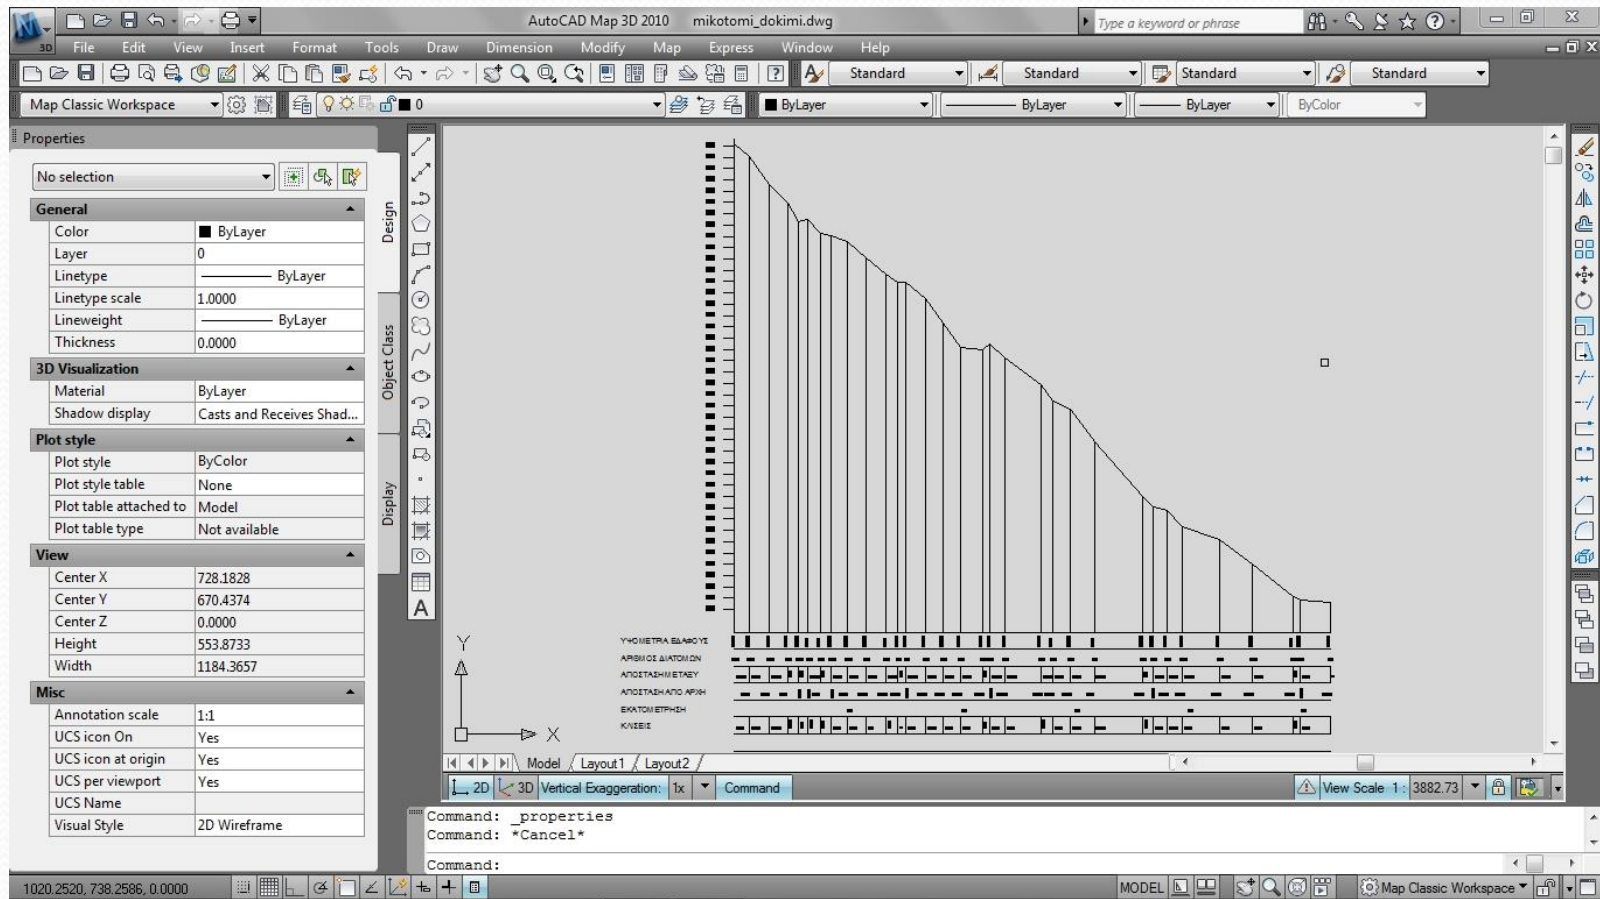 AutoCAD Map 3D 2010 mikotomi_dokimi.dwg Type a keyword or phrase
3D File Edit View Insert Format Tools Draw Dimension Modify Map Express Window Help
Standard Standard Standard Standard
Map Classic Workspace 0 ByLayer ByLayer ByLayer ByColor
Properties
No selection
General
Color ByLayer
Layer 0
Linetype ByLayer
Linetype scale 1.0000
Lineweight ByLayer
Thickness 0.0000
3D Visualization
Material ByLayer
Shadow display Casts and Receives Shad...
Plot style
Plot style ByColor
Plot style table None
Plot table attached to Model
Plot table type Not available
View
Center X 728.1828
Center Y 670.4374
Center Z 0.0000
Height 553.8733
Width 1184.3657
Misc
Annotation scale 1:1
UCS icon On Yes
UCS icon at origin Yes
UCS per viewport Yes
UCS Name
Visual Style 2D Wireframe
Design
Object Class
Display
A
ΥΨΟΜΕΤΡΑ ΕΔΑΦΟΥΣ
ΑΡΙΘΜΟΣ ΔΙΑΤΟΜΩΝ
ΑΠΟΣΤΑΣΗ ΜΕΤΑΞΥ
ΑΠΟΣΤΑΣΗ ΑΠΟ ΑΡΧΗ
ΕΚΑΤΟΜΕΤΡΗΣΗ
ΚΛΙΣΕΙΣ
Y
X
Model Layout1 Layout2
2D 3D Vertical Exaggeration: 1x Command View Scale 1 : 3882.73
Command: _properties
Command: *Cancel*
Command:
1020.2520, 738.2586, 0.0000 MODEL Map Classic Workspace